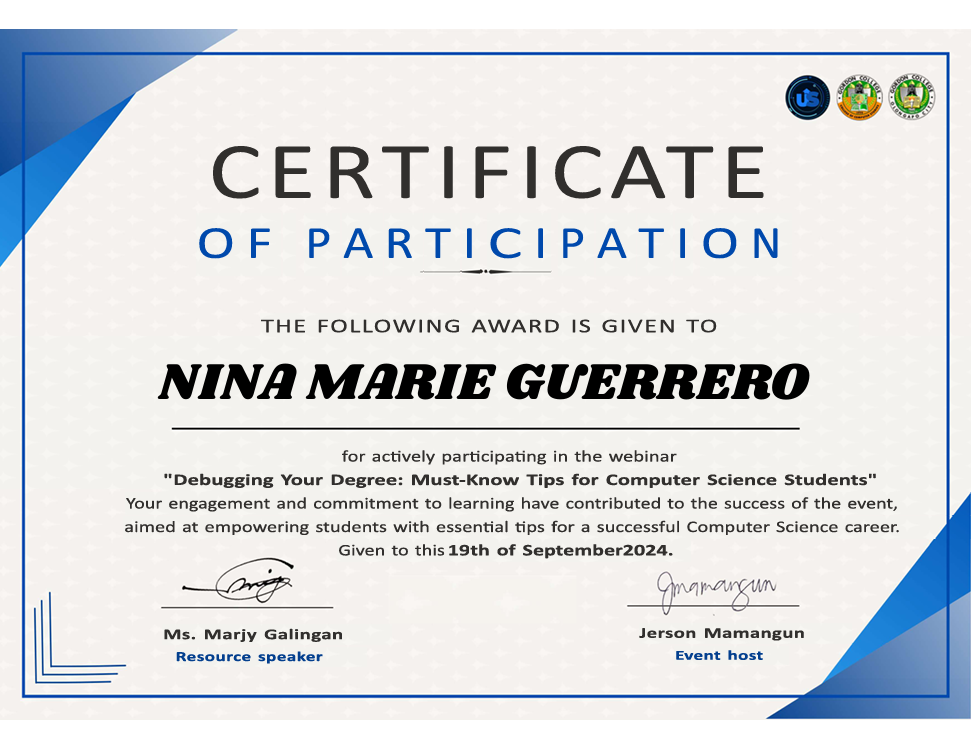 US
GORDON COLLEGE
GORDON COLLEGE
OLONGAPO CITY
CERTIFICATE
OF PARTICIPATION
THE FOLLOWING AWARD IS GIVEN TO
NINA MARIE GUERRERO
for actively participating in the webinar
"Debugging Your Degree: Must-Know Tips for Computer Science Students"
Your engagement and commitment to learning have contributed to the success of the event,
aimed at empowering students with essential tips for a successful Computer Science career.
Given to this 19th of September2024.
Jmamangun
Ms. Marjy Galingan
Jerson Mamangun
Resource speaker
Event host